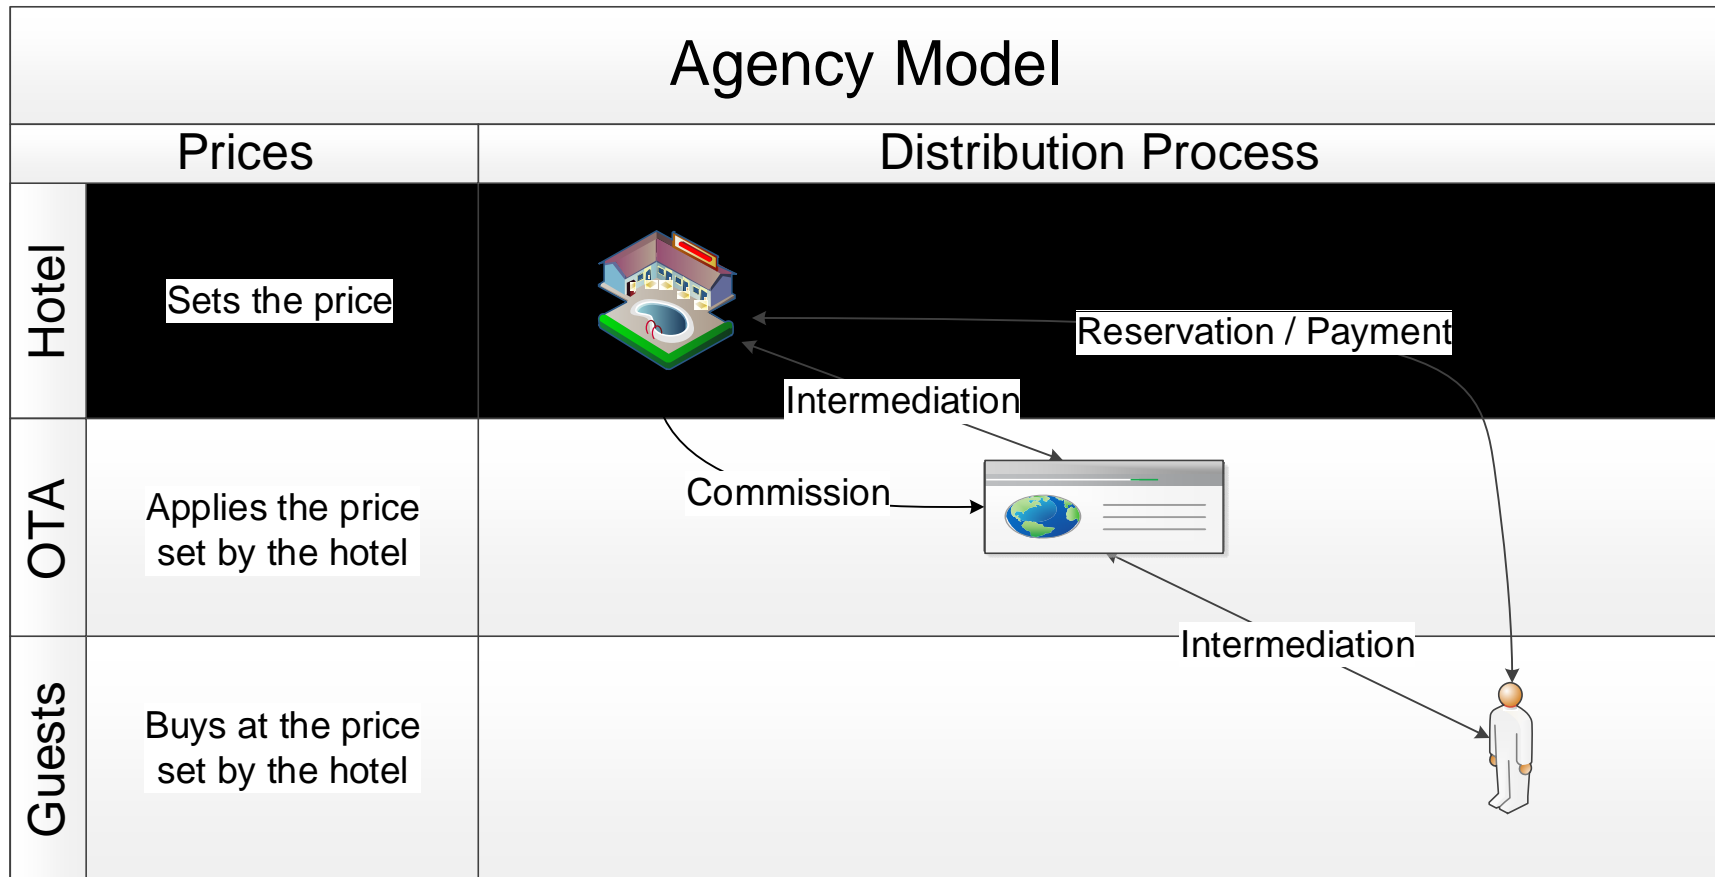 Agency Model
Prices
Distribution Process
Hotel
Sets the price
Reservation / Payment
Intermediation
OTA
Applies the price
set by the hotel
Commission
Guests
Buys at the price
set by the hotel
Intermediation